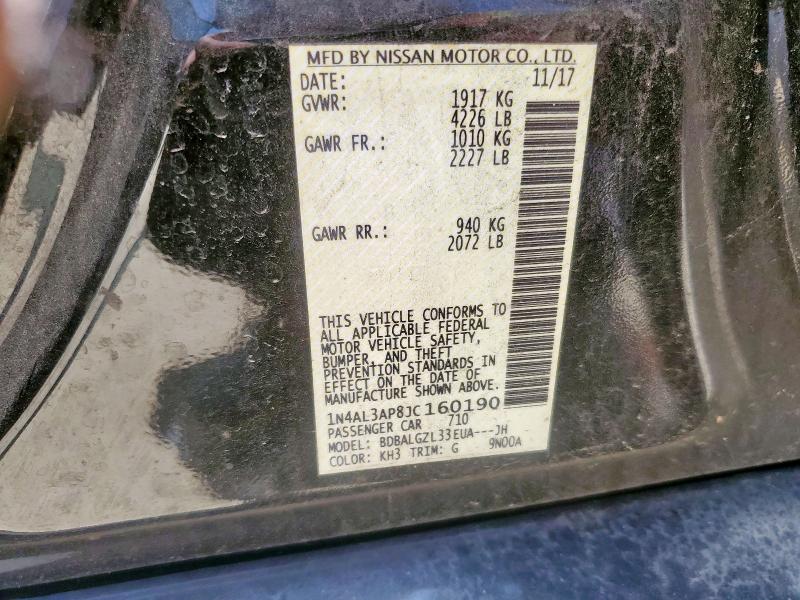 MFD BY NISSAN MOTOR CO., LTD.
DATE: 11/17
GVWR: 1917 KG
4226 LB
GAWR FR.: 1010 KG
2227 LB
GAWR RR.: 940 KG
2072 LB
THIS VEHICLE CONFORMS TO
ALL APPLICABLE FEDERAL
MOTOR VEHICLE SAFETY,
BUMPER, AND THEFT
PREVENTION STANDARDS IN
EFFECT ON THE DATE OF
MANUFACTURE SHOWN ABOVE.
1N4AL3AP8JC160190
PASSENGER CAR 710
MODEL: BDBALGZL33EUA---JH
COLOR: KH3 TRIM: G 9N00A